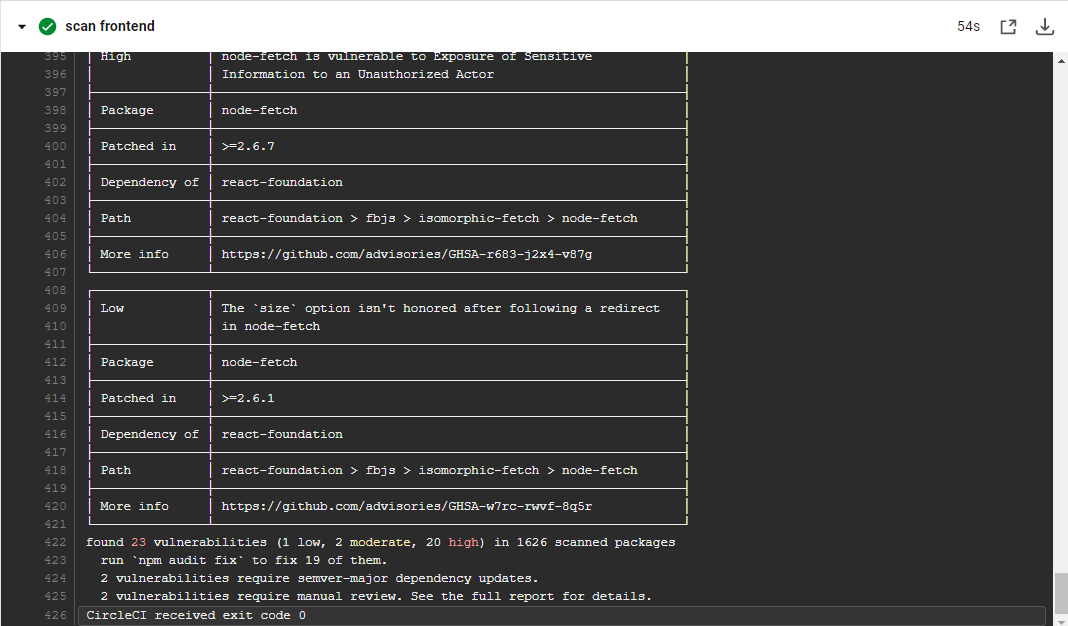 scan frontend 54s
395 High node-fetch is vulnerable to Exposure of Sensitive
396 Information to an Unauthorized Actor
397
398 Package node-fetch
399
400 Patched in >=2.6.7
401
402 Dependency of react-foundation
403
404 Path react-foundation > fbjs > isomorphic-fetch > node-fetch
405
406 More info https://github.com/advisories/GHSA-r683-j2x4-v87g
407
408
409 Low The `size` option isn't honored after following a redirect
410 in node-fetch
411
412 Package node-fetch
413
414 Patched in >=2.6.1
415
416 Dependency of react-foundation
417
418 Path react-foundation > fbjs > isomorphic-fetch > node-fetch
419
420 More info https://github.com/advisories/GHSA-w7rc-rwvf-8q5r
421
422 found 23 vulnerabilities (1 low, 2 moderate, 20 high) in 1626 scanned packages
423 run `npm audit fix` to fix 19 of them.
424 2 vulnerabilities require semver-major dependency updates.
425 2 vulnerabilities require manual review. See the full report for details.
426 CircleCI received exit code 0